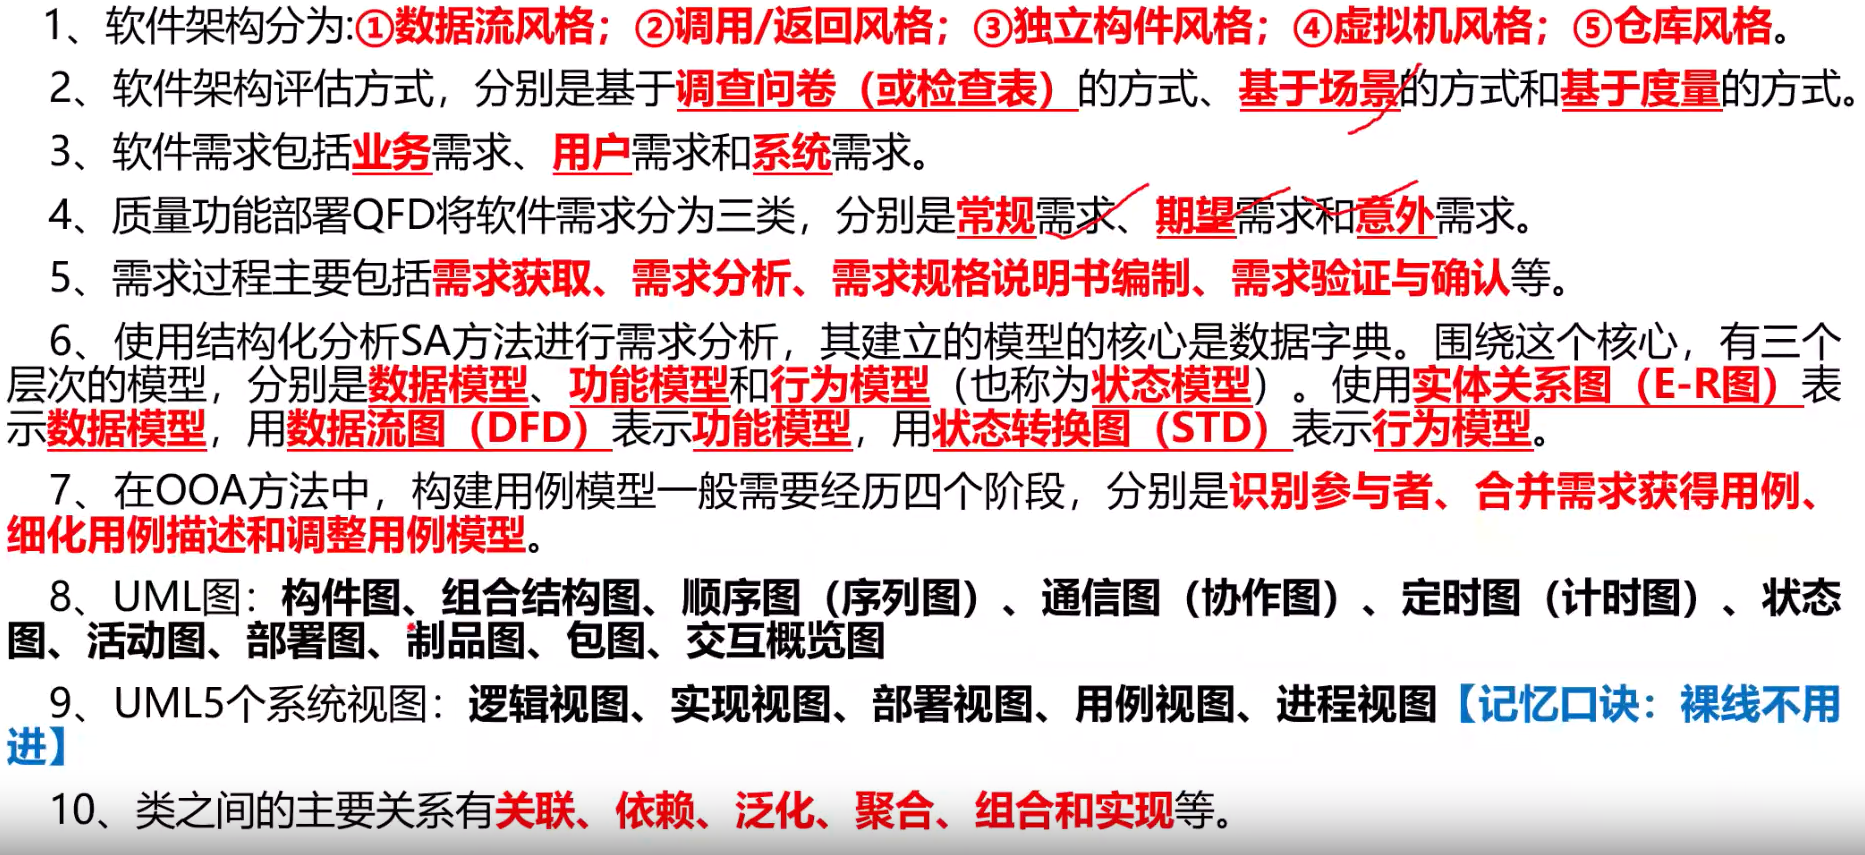 1、软件架构分为:①数据流风格；②调用/返回风格；③独立构件风格；④虚拟机风格；⑤仓库风格。
2、软件架构评估方式，分别是基于调查问卷（或检查表）的方式、基于场景的方式和基于度量的方式。
3、软件需求包括业务需求、用户需求和系统需求。
4、质量功能部署QFD将软件需求分为三类，分别是常规需求、期望需求和意外需求。
5、需求过程主要包括需求获取、需求分析、需求规格说明书编制、需求验证与确认等。
6、使用结构化分析SA方法进行需求分析，其建立的模型的核心是数据字典。围绕这个核心，有三个
层次的模型，分别是数据模型、功能模型和行为模型（也称为状态模型）。使用实体关系图（E-R图）表
示数据模型，用数据流图（DFD）表示功能模型，用状态转换图（STD）表示行为模型。
7、在OOA方法中，构建用例模型一般需要经历四个阶段，分别是识别参与者、合并需求获得用例、
细化用例描述和调整用例模型。
8、UML图：构件图、组合结构图、顺序图（序列图）、通信图（协作图）、定时图（计时图）、状态
图、活动图、部署图、制品图、包图、交互概览图
9、UML5个系统视图：逻辑视图、实现视图、部署视图、用例视图、进程视图【记忆口诀：裸线不用
进】
10、类之间的主要关系有关联、依赖、泛化、聚合、组合和实现等。